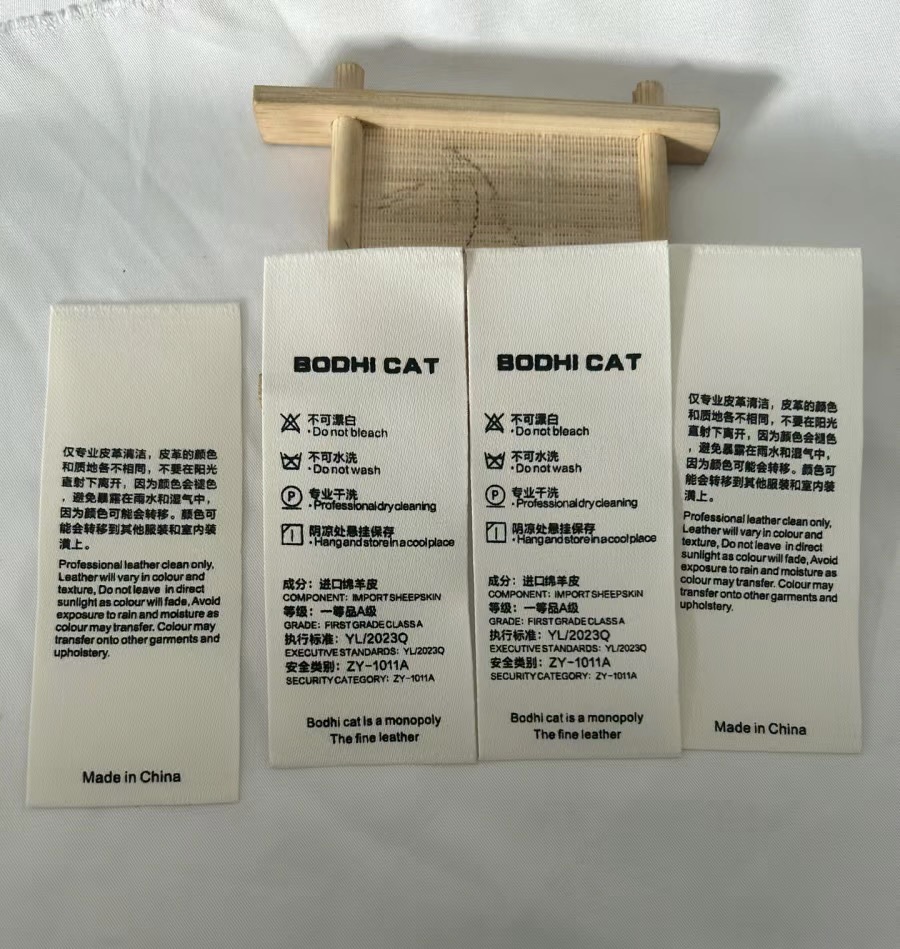 仅专业皮革清洁，皮革的颜色
和质地各不相同，不要在阳光
直射下离开，因为颜色会褪色
，避免暴露在雨水和湿气中，
因为颜色可能会转移。颜色可
能会转移到其他服装和室内装
潢上。
Professional leather clean only,
Leather will vary in colour and
texture, Do not leave in direct
sunlight as colour will fade, Avoid
exposure to rain and moisture as
colour may transfer. Colour may
transfer onto other garments and
upholstery.
Made in China
BODHI CAT
不可漂白
·Do not bleach
不可水洗
·Do not wash
P
专业干洗
·Professional dry cleaning
阴凉处悬挂保存
·Hang and store in a cool place
成分：进口绵羊皮
COMPONENT: IMPORT SHEEPSKIN
等级：一等品A级
GRADE: FIRST GRADE CLASS A
执行标准：YL/2023Q
EXECUTIVE STANDARDS: YL/2023Q
安全类别：ZY-1011A
SECURITY CATEGORY: ZY-1011A
Bodhi cat is a monopoly
The fine leather
BODHI CAT
不可漂白
·Do not bleach
不可水洗
·Do not wash
P
专业干洗
·Professional dry cleaning
阴凉处悬挂保存
·Hang and store in a cool place
成分：进口绵羊皮
COMPONENT: IMPORT SHEEPSKIN
等级：一等品A级
GRADE: FIRST GRADE CLASS A
执行标准：YL/2023Q
EXECUTIVE STANDARDS: YL/2023Q
安全类别：ZY-1011A
SECURITY CATEGORY: ZY-1011A
Bodhi cat is a monopoly
The fine leather
仅专业皮革清洁，皮革的颜色
和质地各不相同，不要在阳光
直射下离开，因为颜色会褪色
，避免暴露在雨水和湿气中，
因为颜色可能会转移。颜色可
能会转移到其他服装和室内装
潢上。
Professional leather clean only,
Leather will vary in colour and
texture, Do not leave in direct
sunlight as colour will fade, Avoid
exposure to rain and moisture as
colour may transfer. Colour may
transfer onto other garments and
upholstery.
Made in China